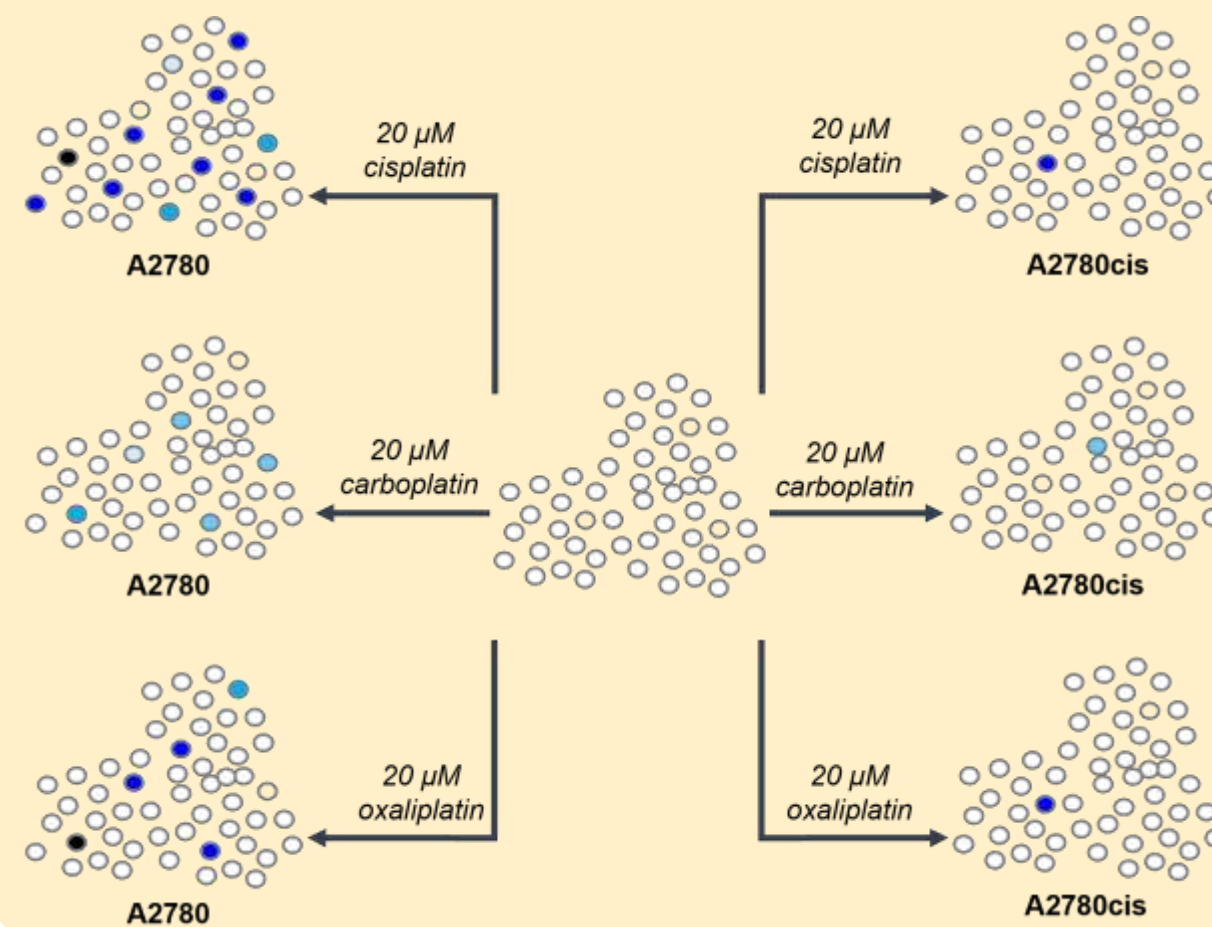 20 µM
cisplatin
20 µM
cisplatin
A2780
A2780cis
20 µM
carboplatin
20 µM
carboplatin
A2780
A2780cis
20 µM
oxaliplatin
20 µM
oxaliplatin
A2780
A2780cis